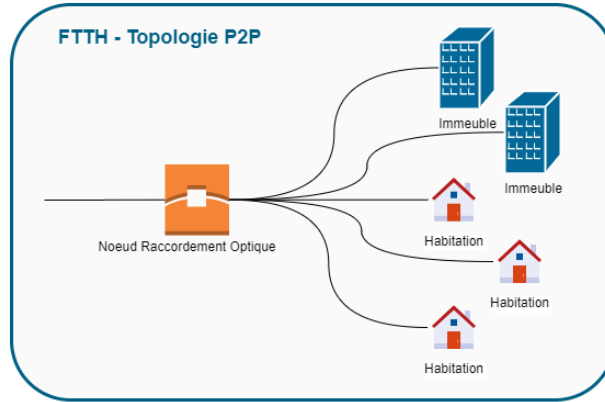 FTTH - Topologie P2P
Immeuble
Immeuble
Noeud Raccordement Optique
Habitation
Habitation
Habitation